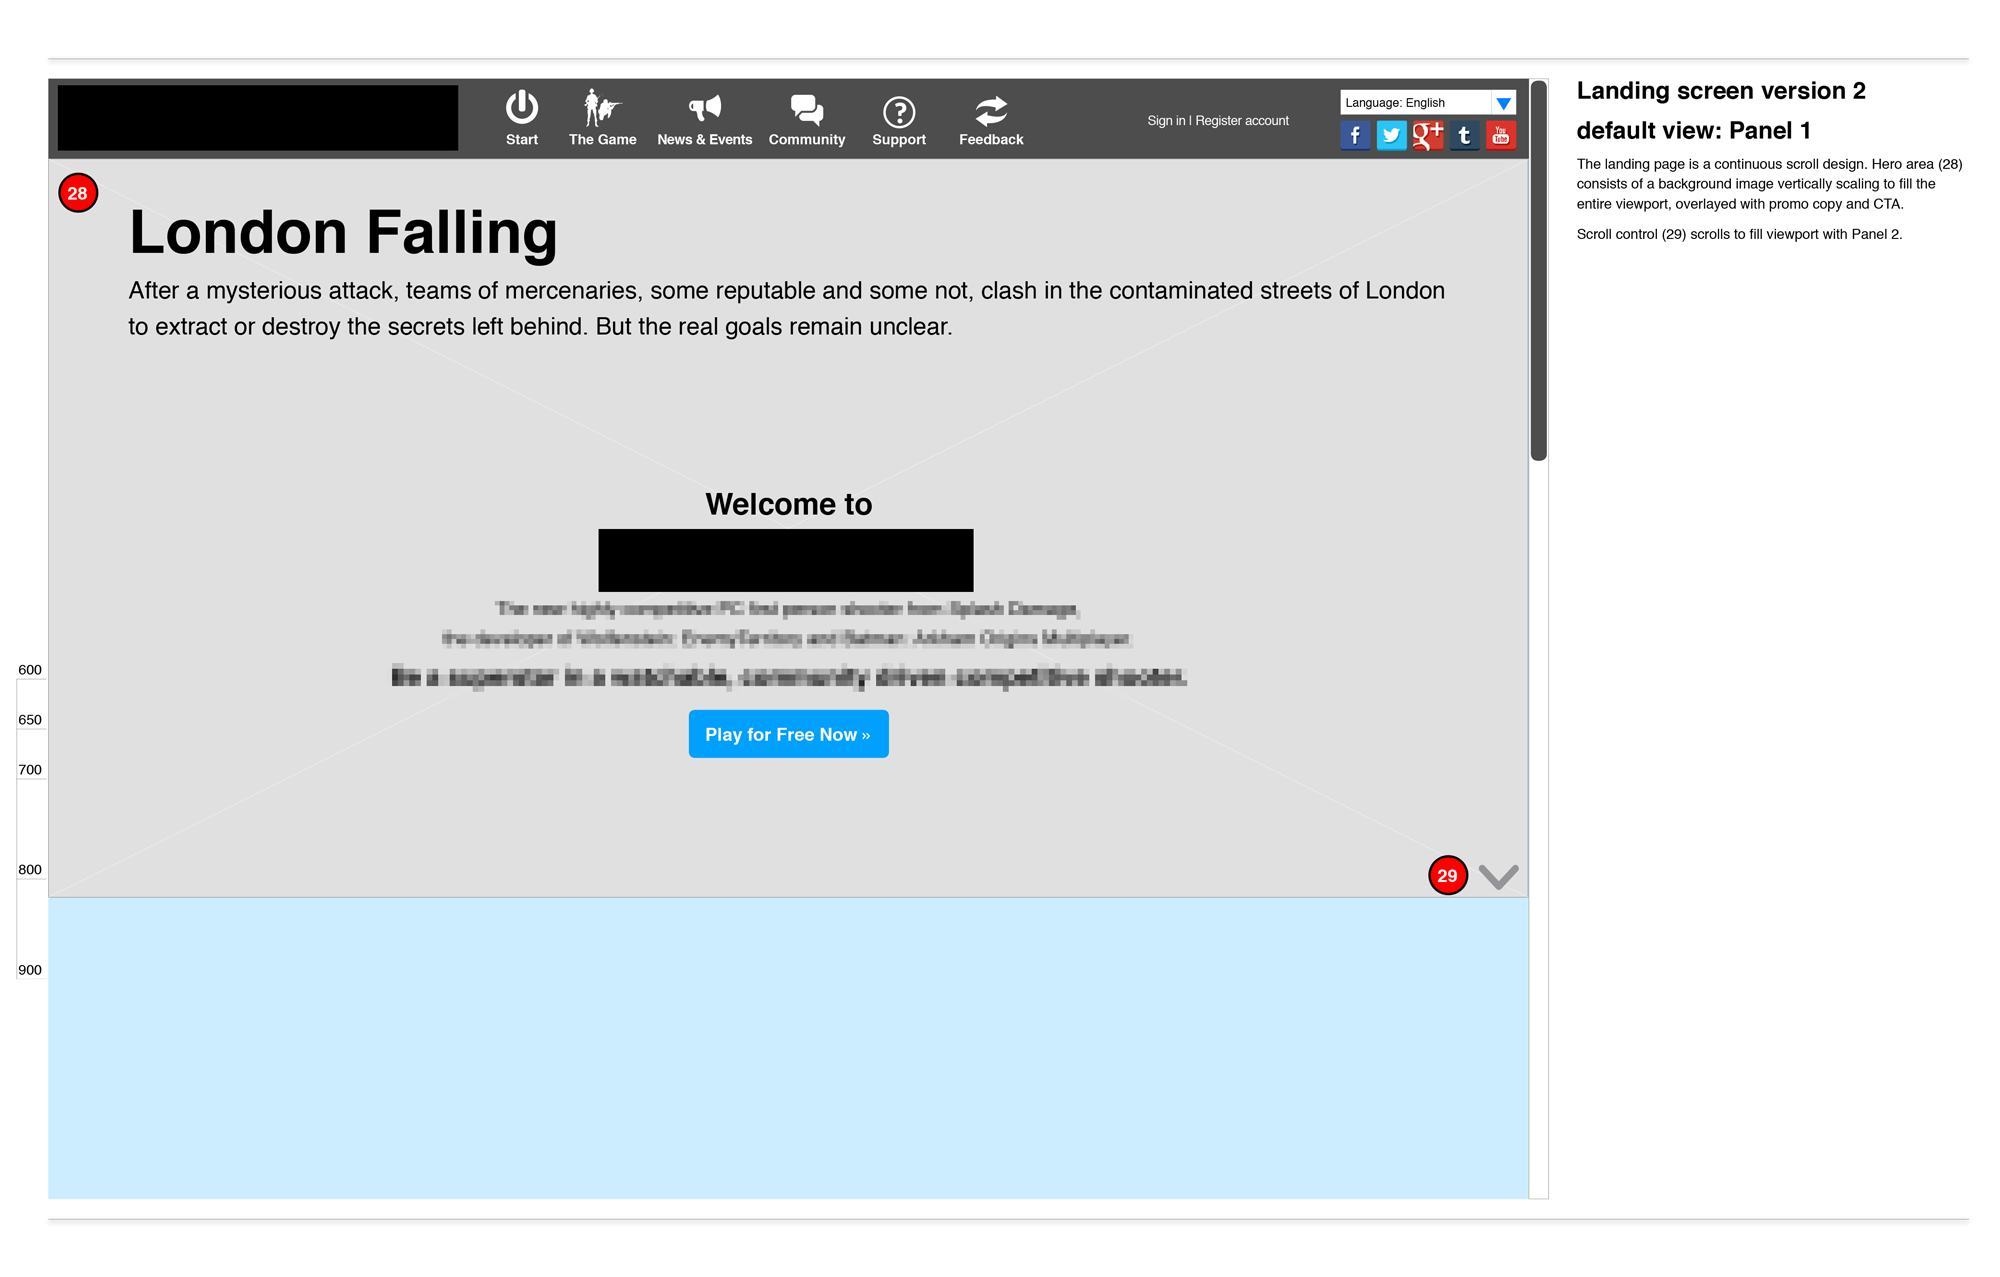 Start
The Game
News & Events
Community
Support
Feedback
Sign in | Register account
Language: English
f
g+
t
You
Tube
Landing screen version 2
default view: Panel 1
The landing page is a continuous scroll design. Hero area (28)
consists of a background image vertically scaling to fill the
entire viewport, overlayed with promo copy and CTA.
Scroll control (29) scrolls to fill viewport with Panel 2.
28
London Falling
After a mysterious attack, teams of mercenaries, some reputable and some not, clash in the contaminated streets of London
to extract or destroy the secrets left behind. But the real goals remain unclear.
Welcome to
Play for Free Now »
29
600
650
700
800
900